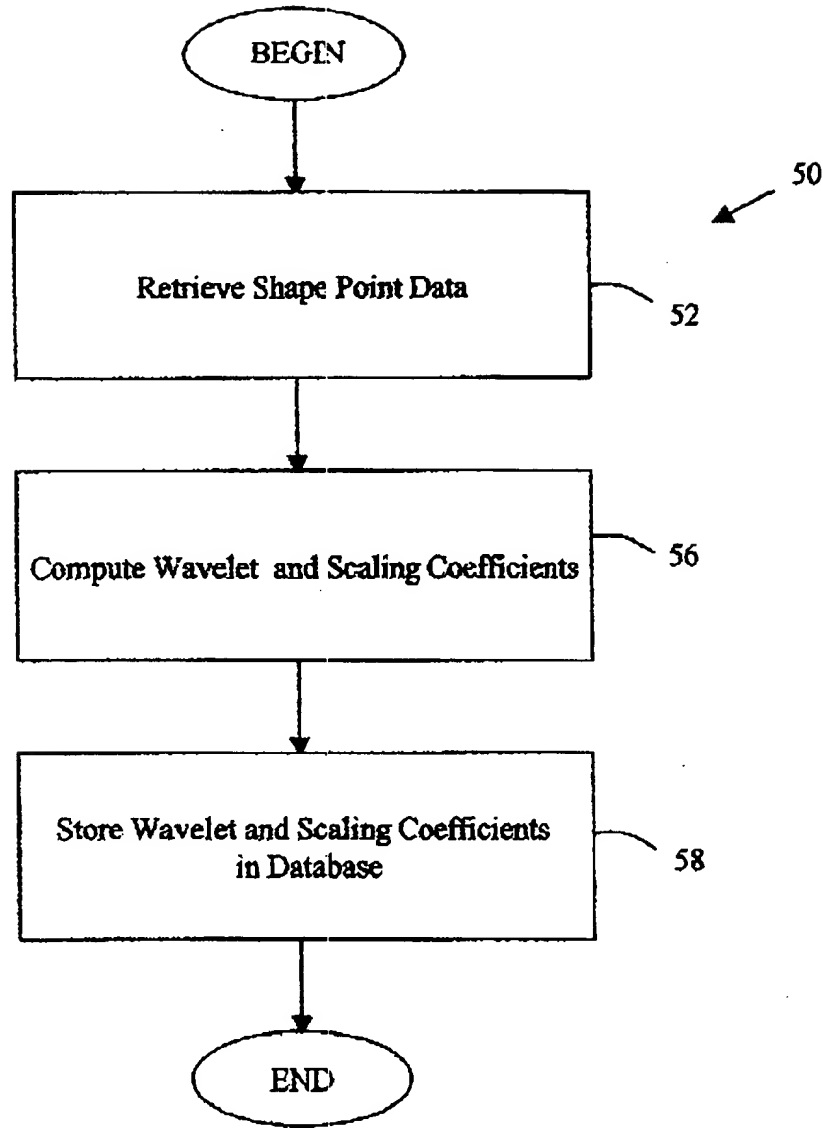 BEGIN
50
Retrieve Shape Point Data
52
Compute Wavelet and Scaling Coefficients
56
Store Wavelet and Scaling Coefficients
in Database
58
END